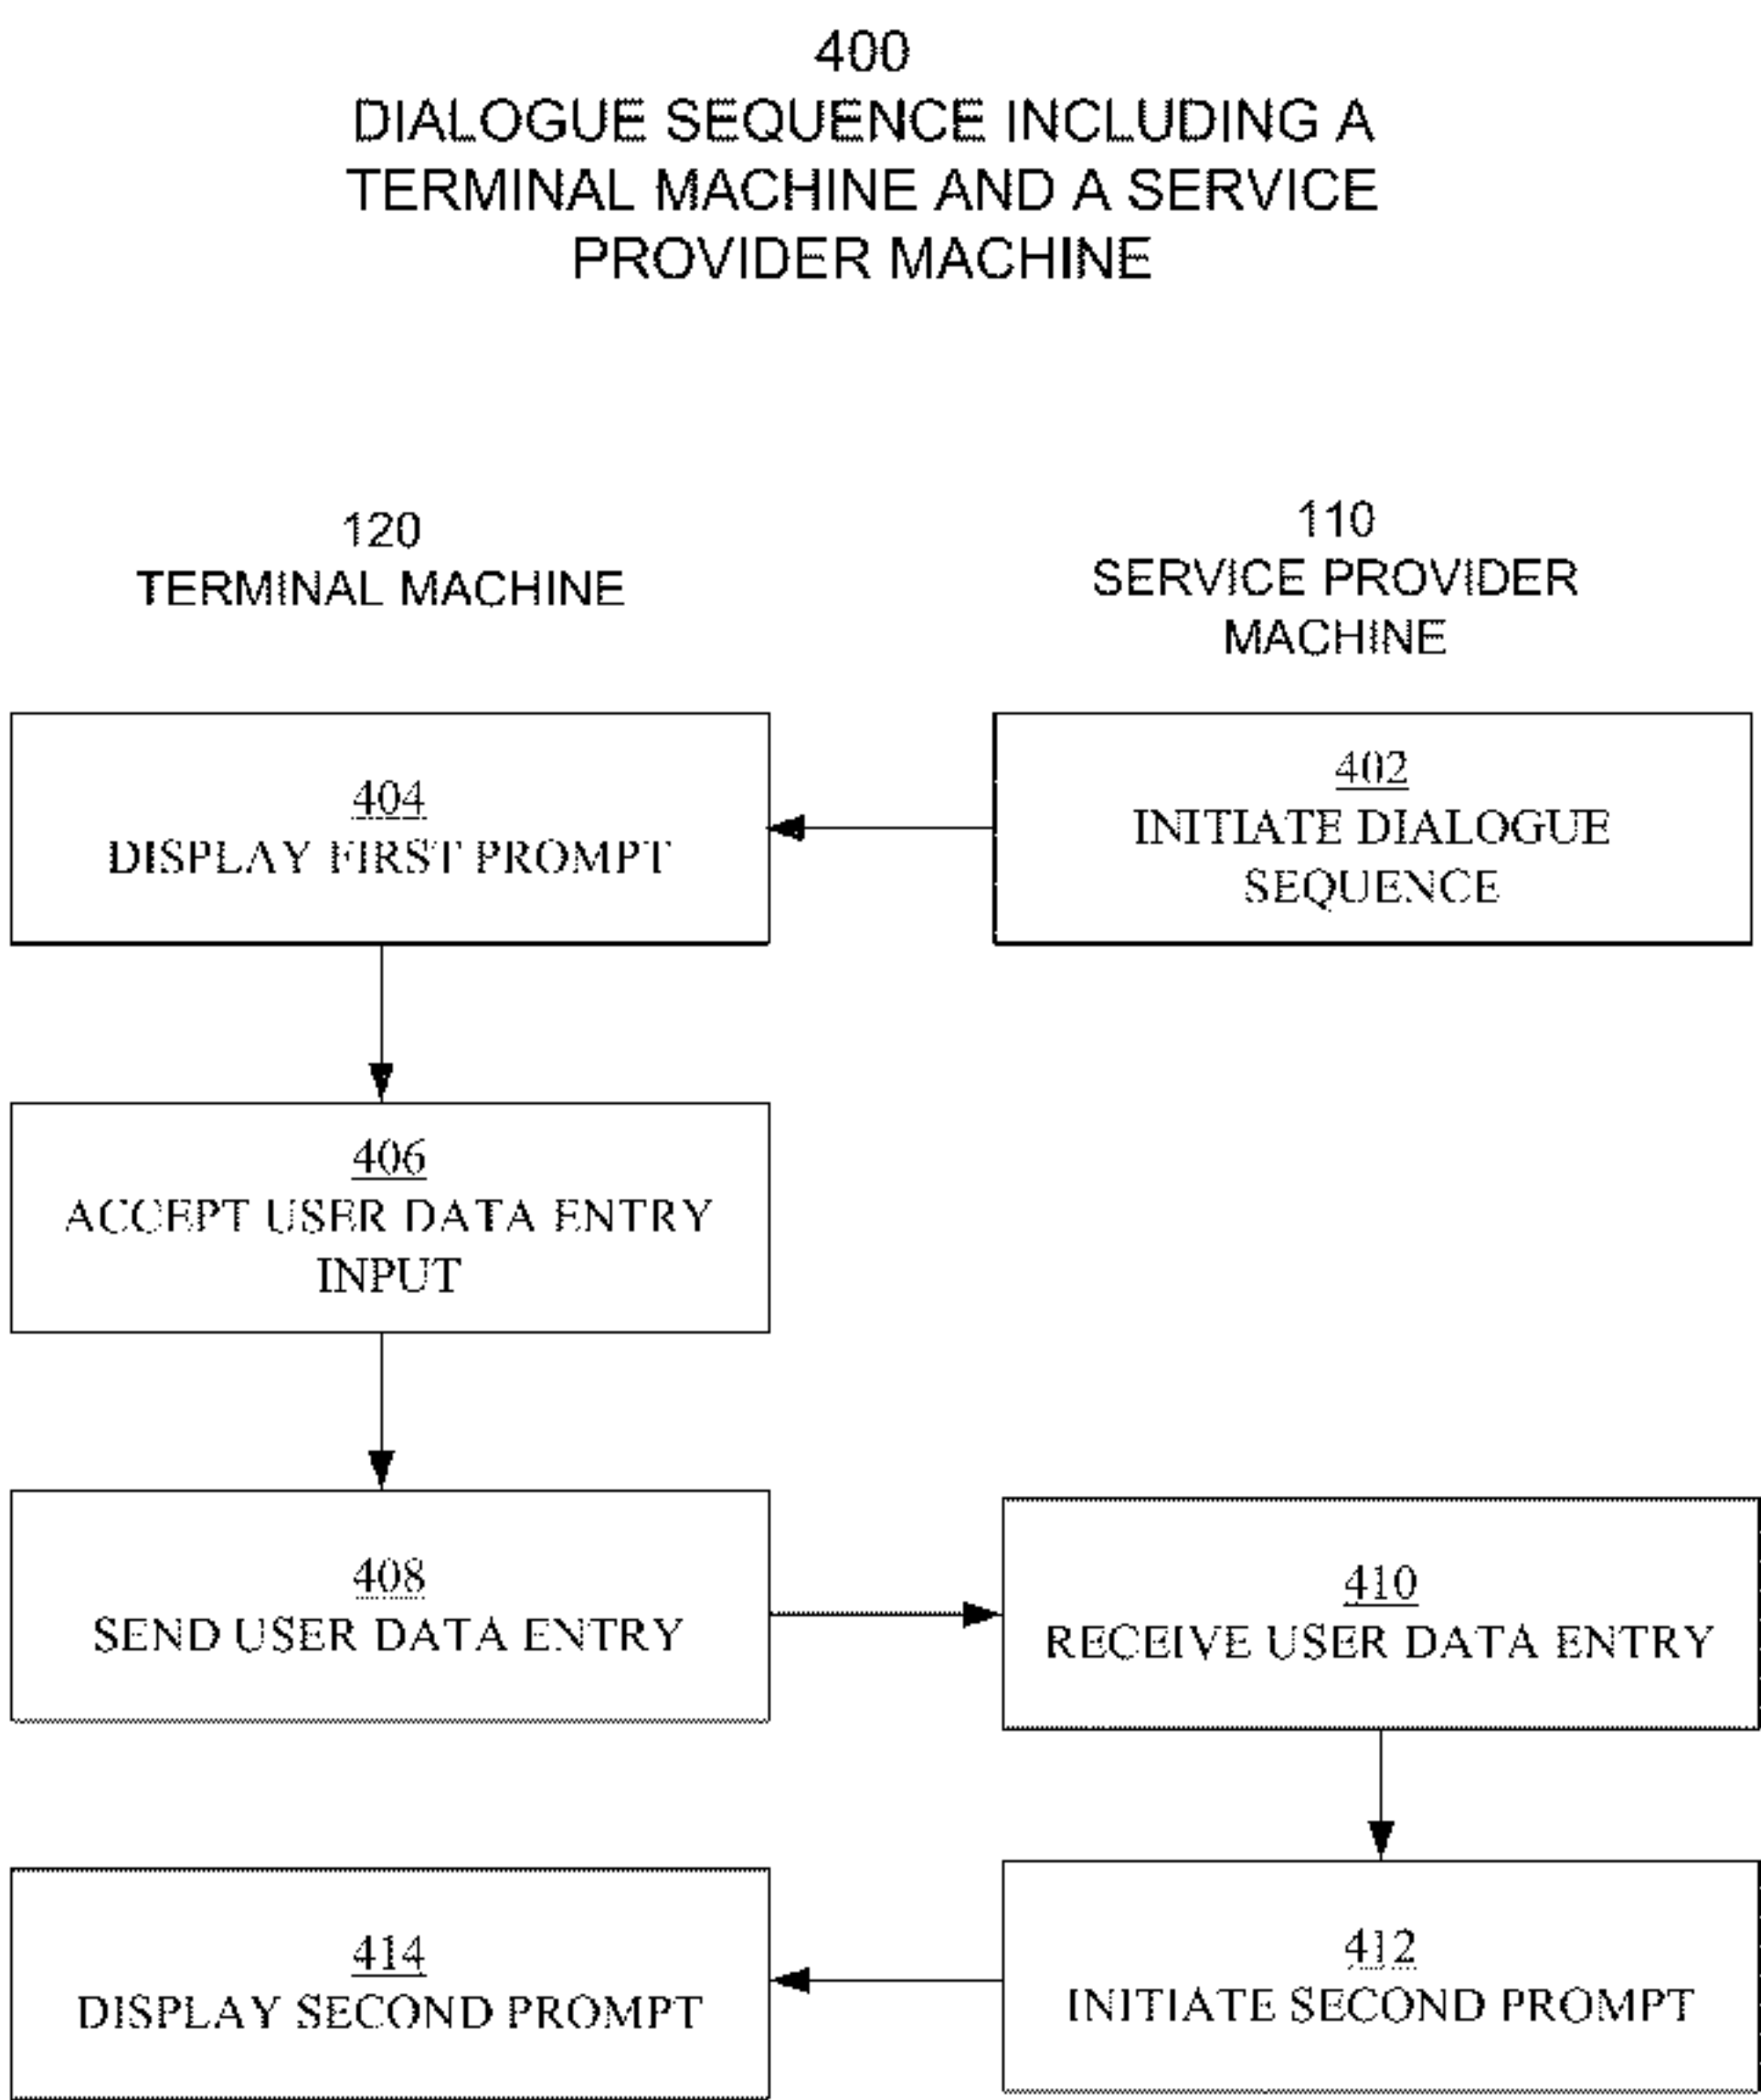 400
DIALOGUE SEQUENCE INCLUDING A
TERMINAL MACHINE AND A SERVICE
PROVIDER MACHINE
120
TERMINAL MACHINE
110
SERVICE PROVIDER
MACHINE
404
DISPLAY FIRST PROMPT
402
INITIATE DIALOGUE
SEQUENCE
406
ACCEPT USER DATA ENTRY
INPUT
408
SEND USER DATA ENTRY
410
RECEIVE USER DATA ENTRY
414
DISPLAY SECOND PROMPT
412
INITIATE SECOND PROMPT